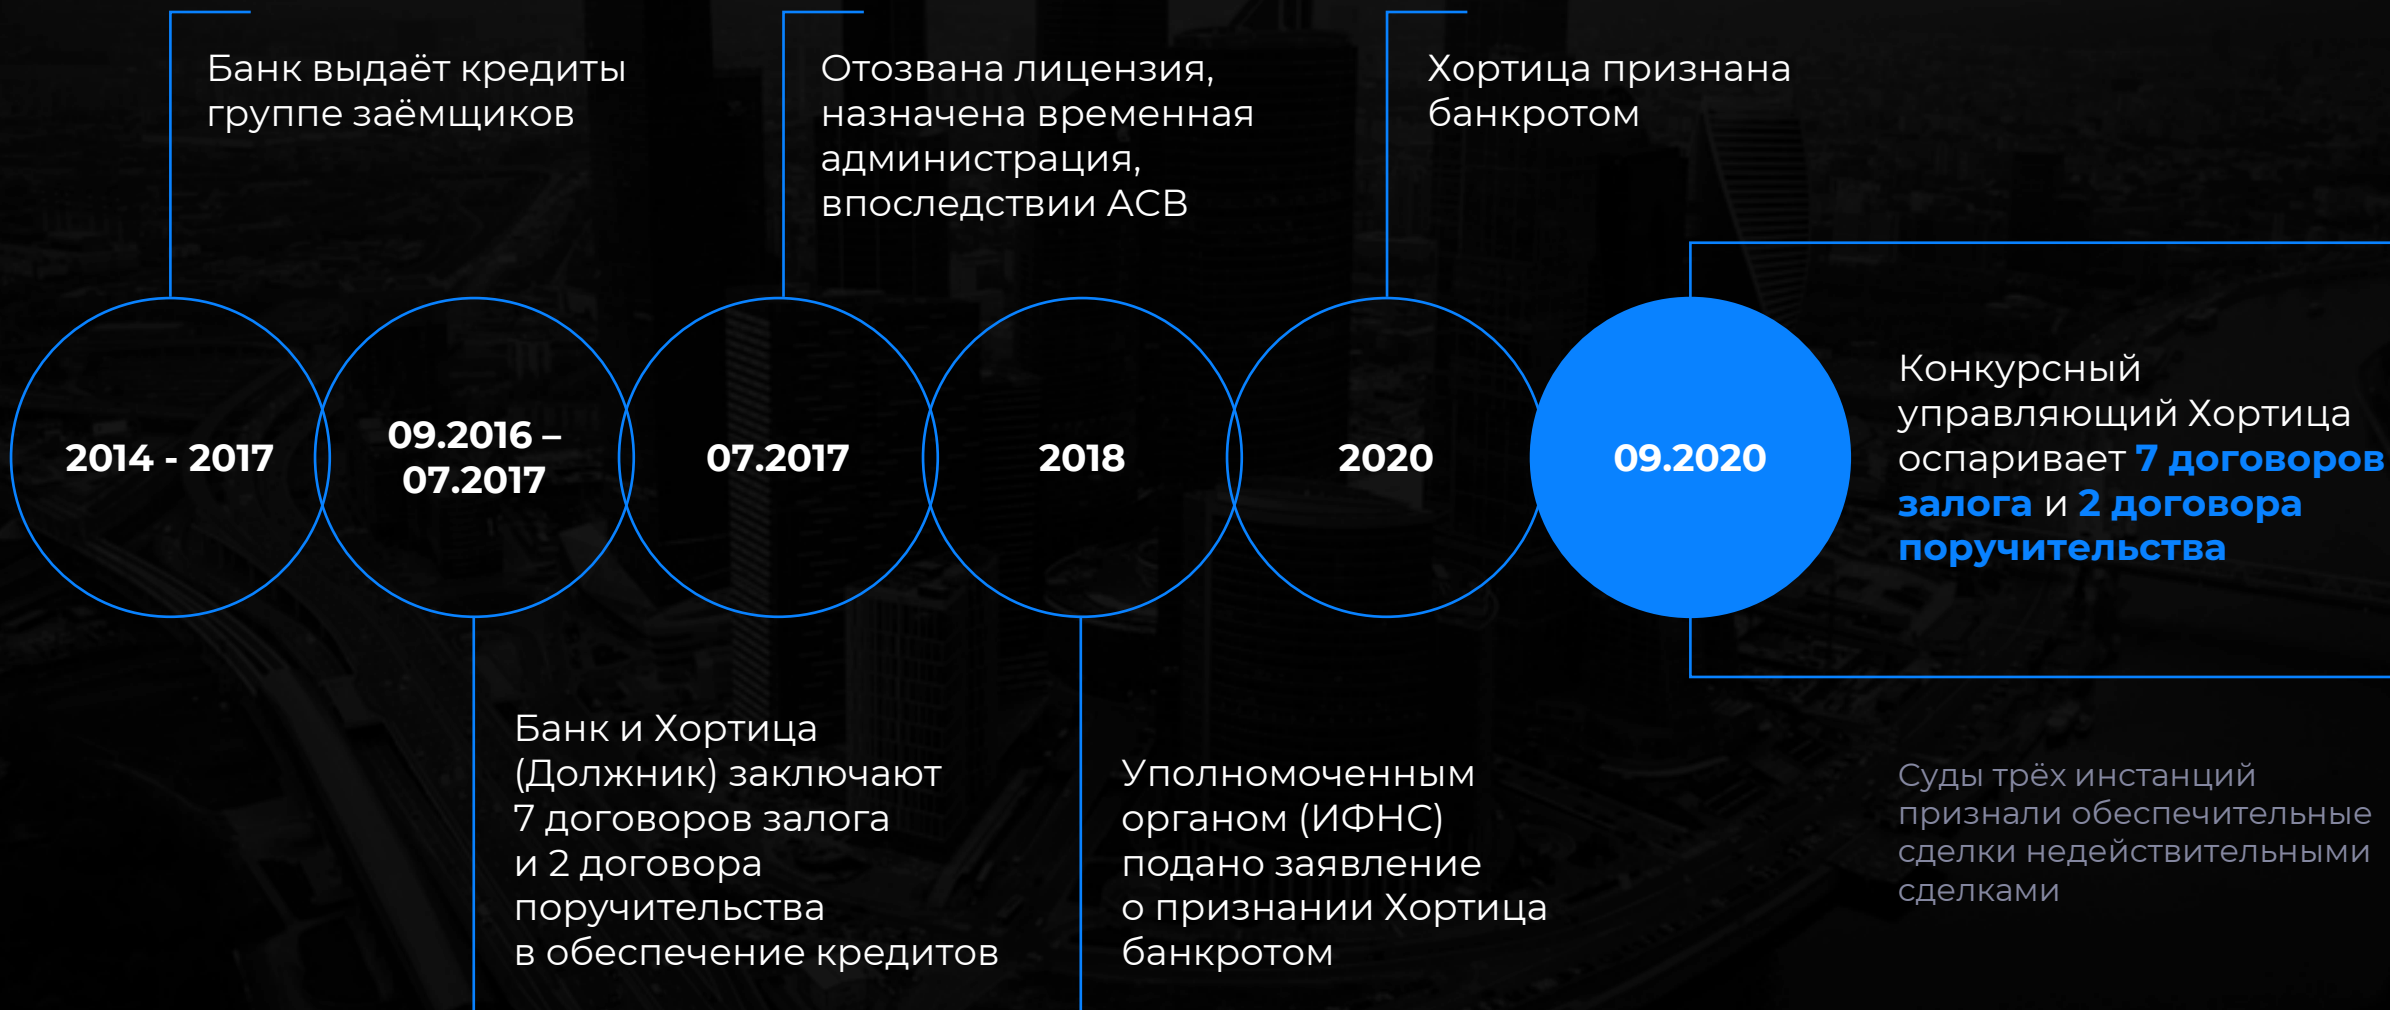 Банк выдаёт кредиты
группе заёмщиков
Отозвана лицензия,
назначена временная
администрация,
впоследствии АСВ
Хортица признана
банкротом
2014 - 2017
09.2016 –
07.2017
07.2017
2018
2020
09.2020
Конкурсный
управляющий Хортица
оспаривает 7 договоров
залога и 2 договора
поручительства
Банк и Хортица
(Должник) заключают
7 договоров залога
и 2 договора
поручительства
в обеспечение кредитов
Уполномоченным
органом (ИФНС)
подано заявление
о признании Хортица
банкротом
Суды трёх инстанций
признали обеспечительные
сделки недействительными
сделками